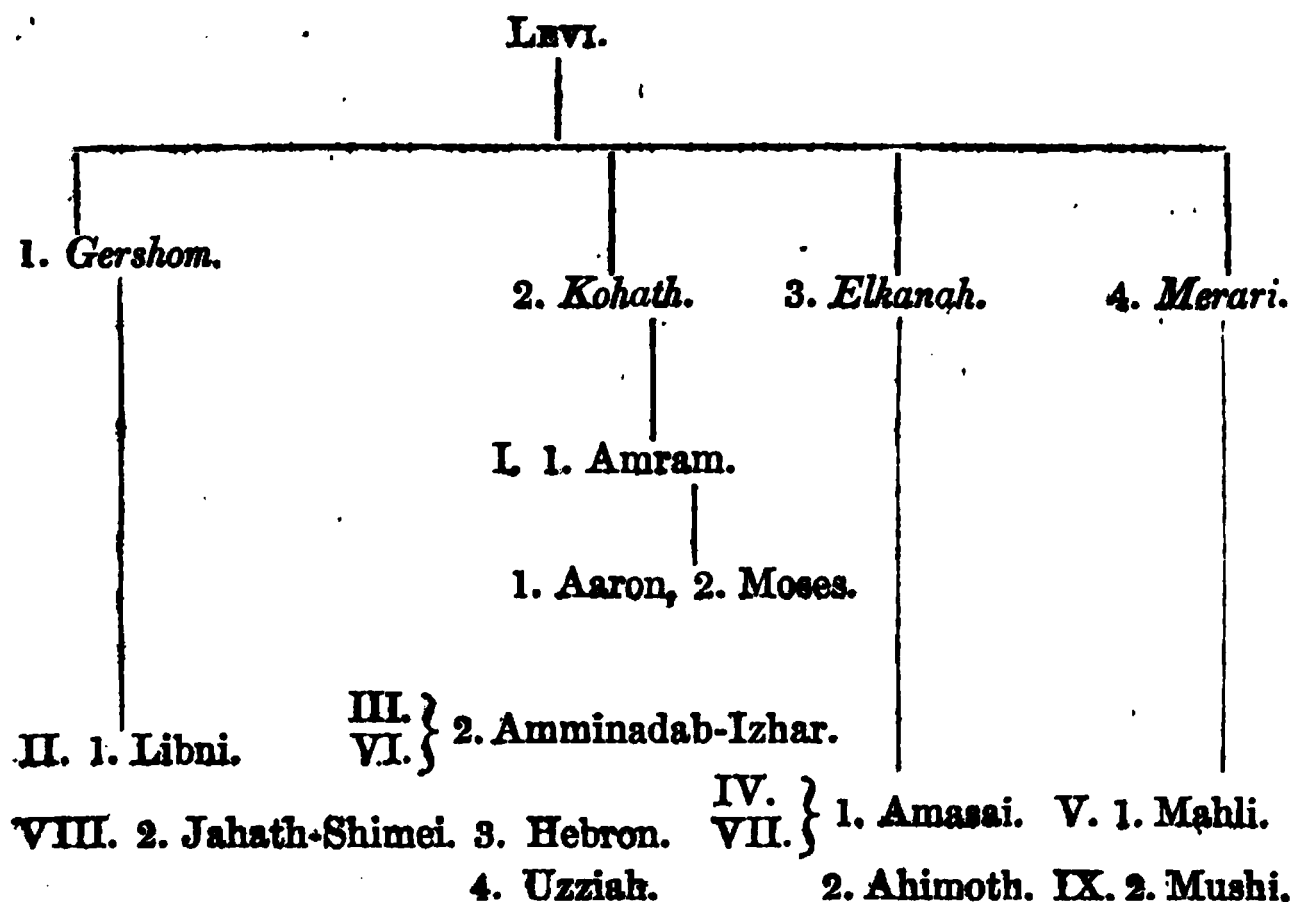 LEVI.
1. Gershom.
2. Kohath. 3. Elkanah. 4. Merari.
I. 1. Amram.
1. Aaron, 2. Moses.
III. } 2. Amminadab-Izhar.
VI.
II. 1. Libni.
IV. } 1. Amasai. V. 1. Mahli.
VII.
VIII. 2. Jahath-Shimei. 3. Hebron.
4. Uzziah. 2. Ahimoth. IX. 2. Mushi.